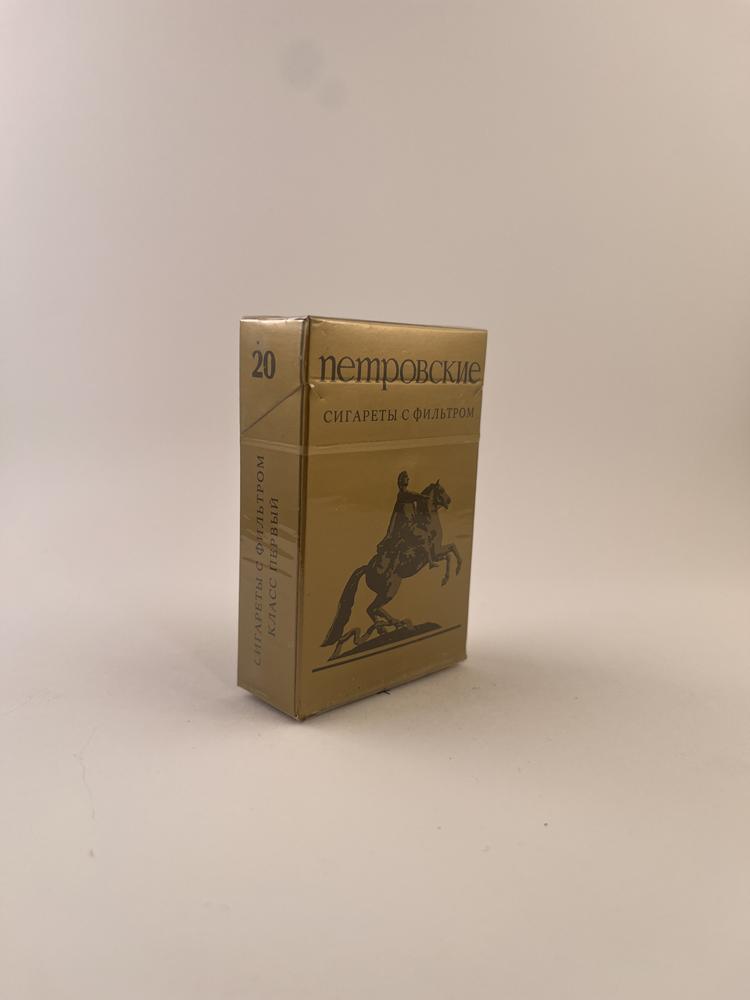 20
петровские
СИГАРЕТЫ С ФИЛЬТРОМ
СИГАРЕТЫ С ФИЛЬТРОМ
КЛАСС ПЕРВЫЙ